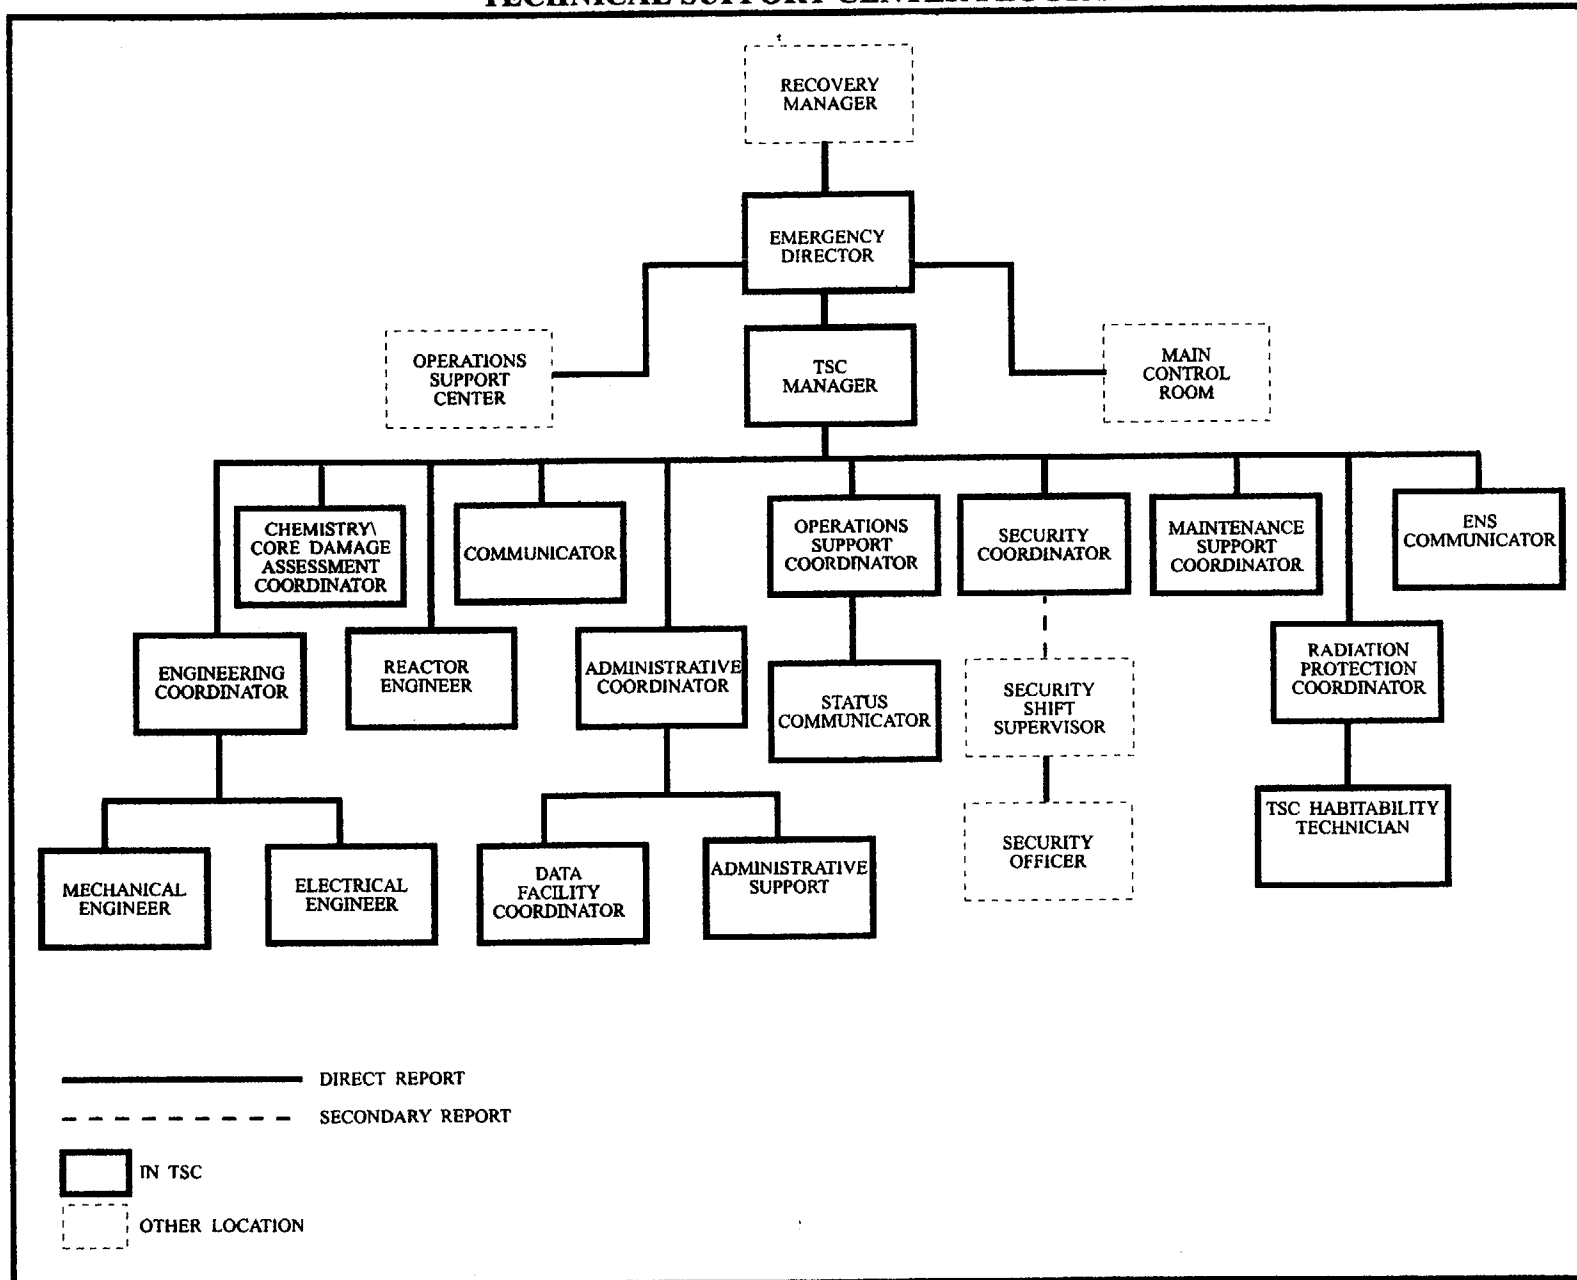 RECOVERY
MANAGER
EMERGENCY
DIRECTOR
OPERATIONS
SUPPORT
CENTER
TSC
MANAGER
MAIN
CONTROL
ROOM
CHEMISTRY\
CORE DAMAGE
ASSESSMENT
COORDINATOR
COMMUNICATOR
OPERATIONS
SUPPORT
COORDINATOR
SECURITY
COORDINATOR
MAINTENANCE
SUPPORT
COORDINATOR
ENS
COMMUNICATOR
ENGINEERING
COORDINATOR
REACTOR
ENGINEER
ADMINISTRATIVE
COORDINATOR
STATUS
COMMUNICATOR
SECURITY
SHIFT
SUPERVISOR
RADIATION
PROTECTION
COORDINATOR
MECHANICAL
ENGINEER
ELECTRICAL
ENGINEER
DATA
FACILITY
COORDINATOR
ADMINISTRATIVE
SUPPORT
SECURITY
OFFICER
TSC HABITABILITY
TECHNICIAN
DIRECT REPORT
SECONDARY REPORT
IN TSC
OTHER LOCATION